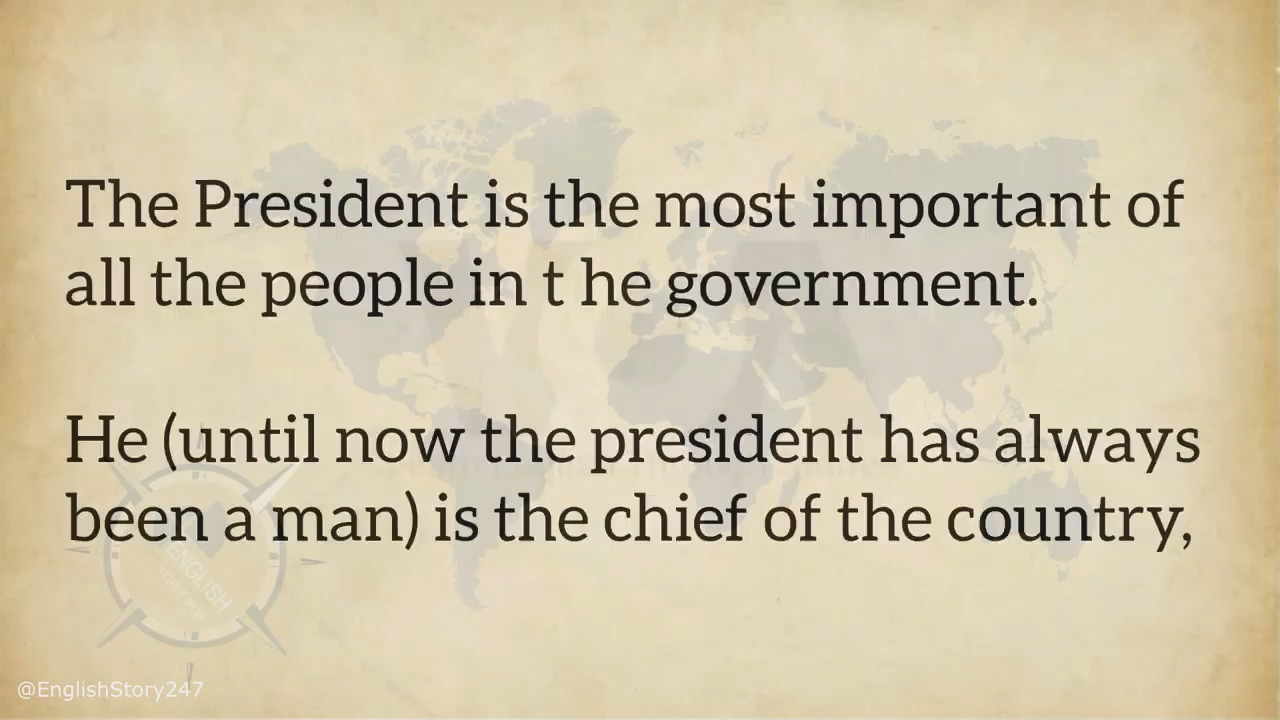 The President is the most important of
all the people in t he government.
He (until now the president has always
been a man) is the chief of the country,
ENGLISH
@EnglishStory247